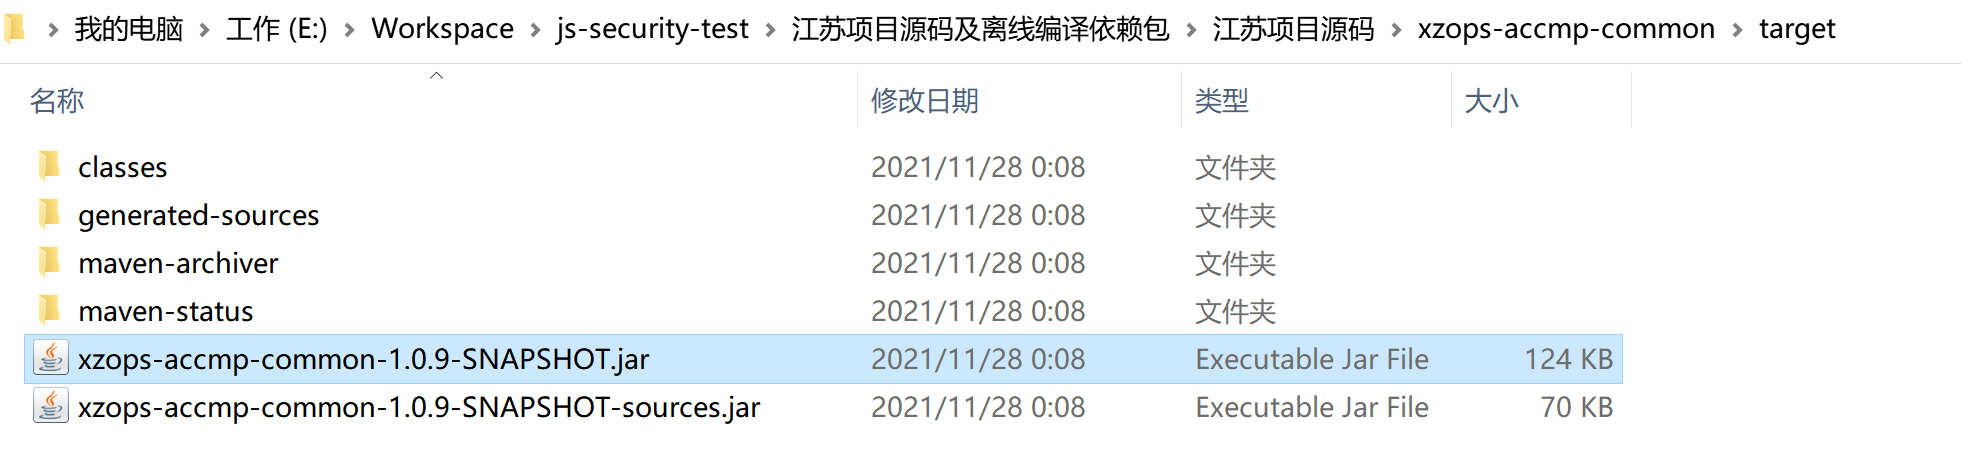 我的电脑 > 工作 (E:) > Workspace > js-security-test > 江苏项目源码及离线编译依赖包 > 江苏项目源码 > xzops-accmp-common > target
名称 修改日期 类型 大小
classes 2021/11/28 0:08 文件夹
generated-sources 2021/11/28 0:08 文件夹
maven-archiver 2021/11/28 0:08 文件夹
maven-status 2021/11/28 0:08 文件夹
xzops-accmp-common-1.0.9-SNAPSHOT.jar 2021/11/28 0:08 Executable Jar File 124 KB
xzops-accmp-common-1.0.9-SNAPSHOT-sources.jar 2021/11/28 0:08 Executable Jar File 70 KB